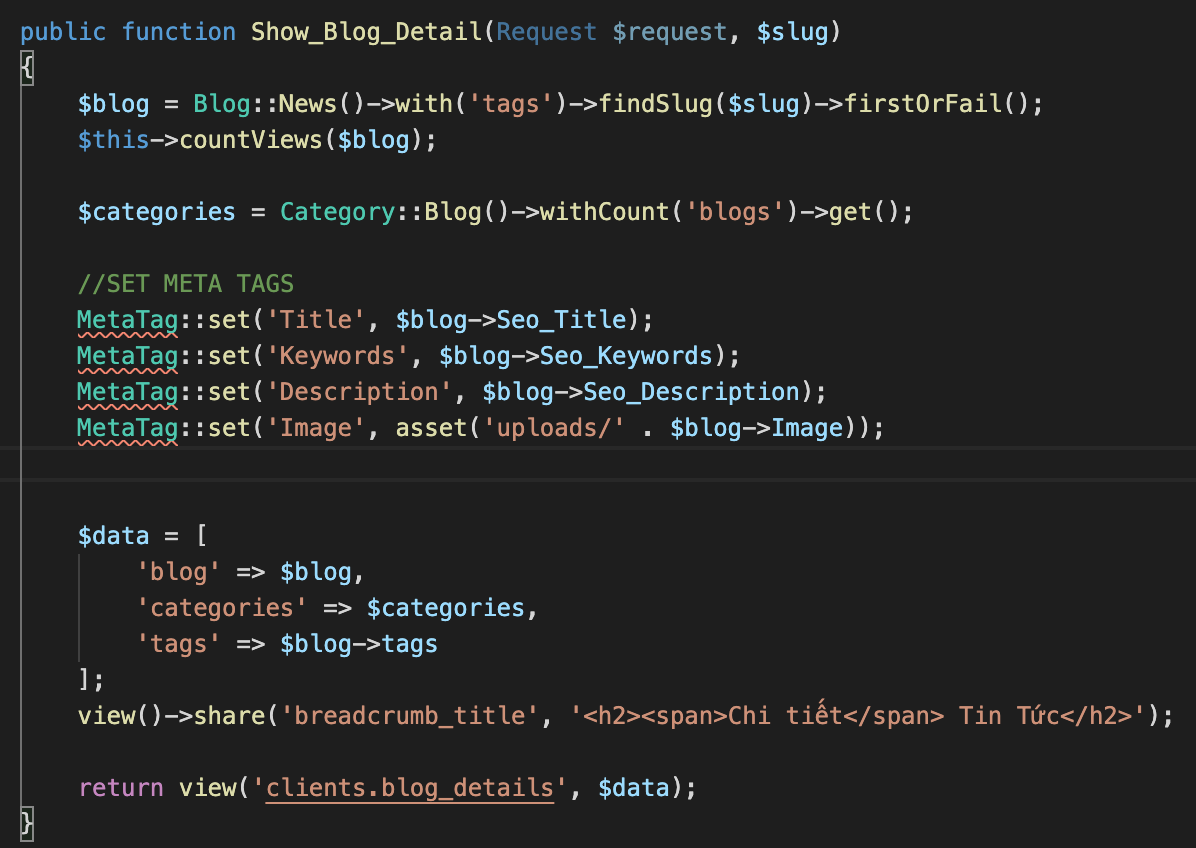 public function Show_Blog_Detail(Request $request, $slug)
{
$blog = Blog::News()->with('tags')->findSlug($slug)->firstOrFail();
$this->countViews($blog);
$categories = Category::Blog()->withCount('blogs')->get();
//SET META TAGS
MetaTag::set('Title', $blog->Seo_Title);
MetaTag::set('Keywords', $blog->Seo_Keywords);
MetaTag::set('Description', $blog->Seo_Description);
MetaTag::set('Image', asset('uploads/' . $blog->Image));
$data = [
'blog' => $blog,
'categories' => $categories,
'tags' => $blog->tags
];
view()->share('breadcrumb_title', '<h2><span>Chi tiết</span> Tin Tức</h2>');
return view('clients.blog_details', $data);
}